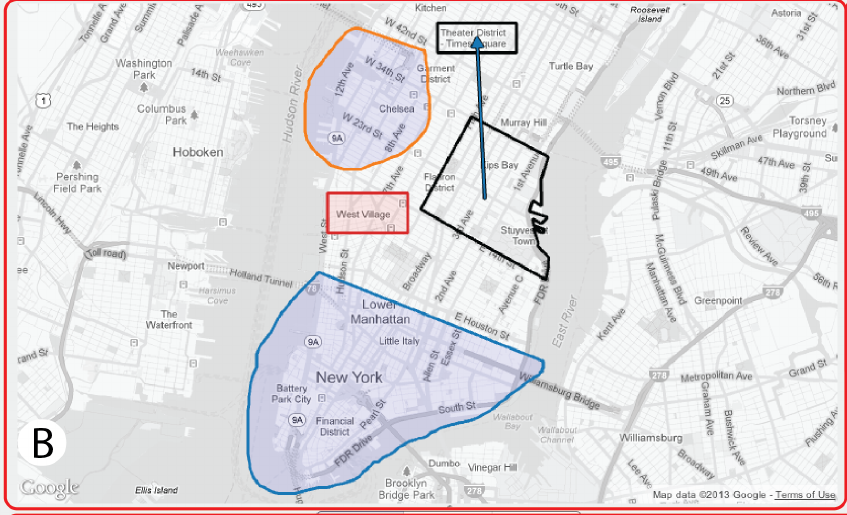 495
Kitchen
Roosevelt
Island
Astoria
Tonnelle A
Grand Ave
Palisade A
W 42nd St
Theater District
- Times Square
31st St
36th Ave
Weehawken
Cove
Washington
Park
14th St
W 34th St
12th Ave
Garment
District
Turtle Bay
21st St
Northern Blvd
Vernon Blvd
25
1
Columbus
Park
Hudson River
Chelsea
W 23rd St
9A
8th Ave
Murray Hill
Torsney
Playground
11th St
Skillman Ave
The Heights
Hoboken
Pershing
Field Park
Kips Bay
1st Avenue
495
49th Ave
47th Ave
39th St
7th Ave
Flatiron
District
Pulaski Bridge
Lincoln Hwy
West Village
West St
3rd Ave
Stuyvesant
Town
495
Review Ave
(Toll road)
Newport
Holland Tunnel
Harsimus
Cove
Hudson St
Broadway
2nd Ave
E 14th St
Avenue C
FDR
McGuinness Blvd
Manhattan Ave
278
56th R
78
Greenpoint
The
Waterfront
Lower
Manhattan
Little Italy
E Houston St
East River
Kent Ave
9A
Allen St
Essex St
Grand St
rand St
New York
Battery
Park City
Williamsburg Bridge
278
Metropolitan Ave
Graham Ave
Bushwick Ave
9A
Financial
District
Pearl St
South St
Wallabout
Bay
Wallabout
Channel
Flushing A
FDR Drive
Williamsburg
B
Dumbo
Vinegar Hill
Broadway
Lee Ave
Google
Ellis Island
Brooklyn
Bridge Park
278
Map data ©2013 Google - Terms of Use